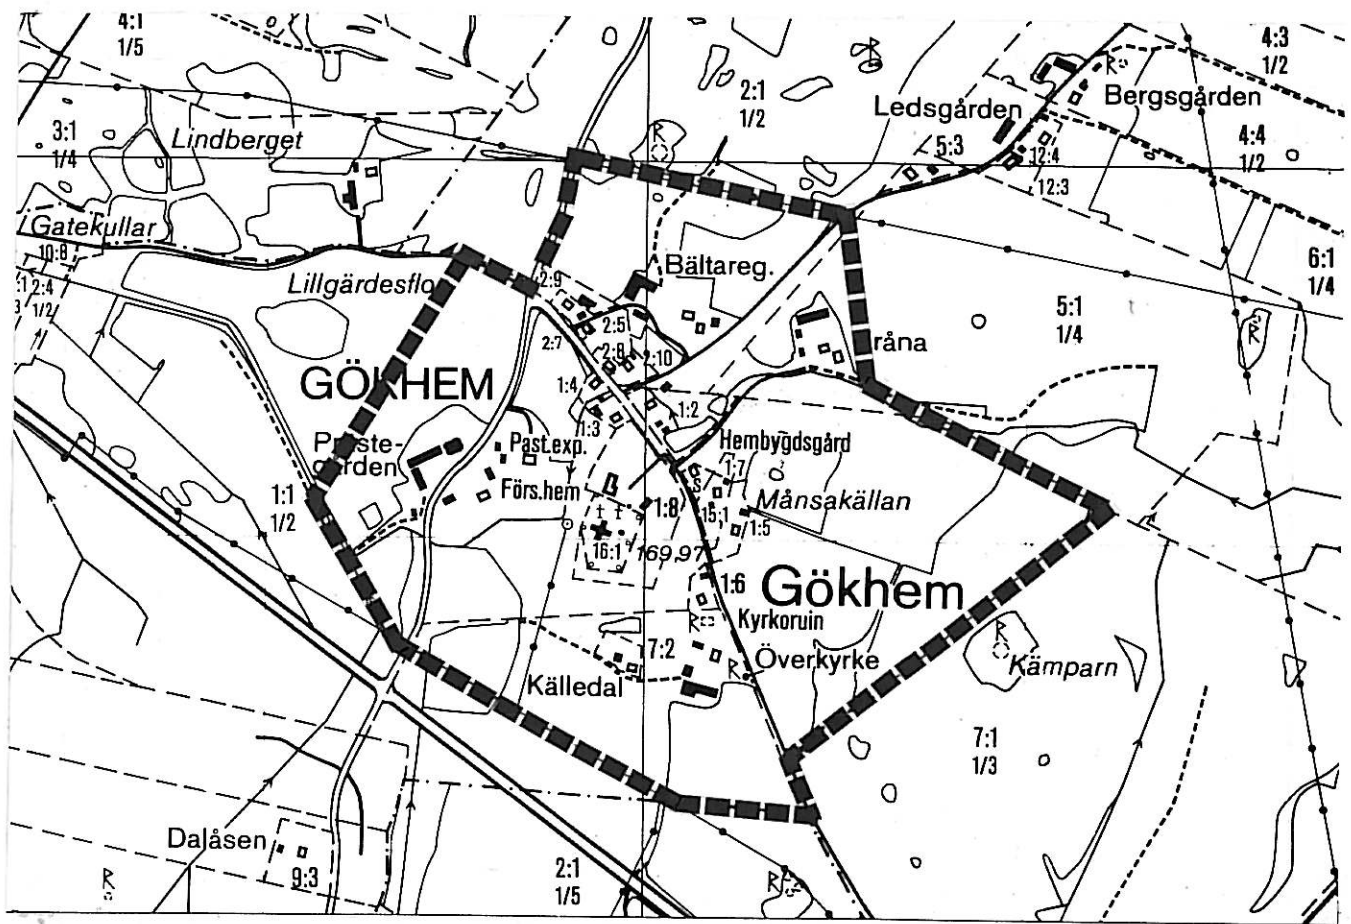 4:1
1/5
4:3
1/2
2:1
1/2
Ledsgården
Bergsgården
R
R
R
3:1
1/4
Lindberget
5:3
4:4
1/2
12:4
12:3
Gatekullar
10:8
2:4
1/2
Lillgärdesflo
2:9
Bältareg.
6:1
1/4
5:1
1/4
R
2:5
2:7
2:8
2:10
råna
GÖKHEM
1:4
1:2
1:3
Hembygdsgård
Past.exp.
Förs.hem
1:7
Månsakällan
1:1
1/2
1:8
15:1
1:5
16:1
169,97
1:6
Gökhem
R
Kyrkoruin
7:2
R
Överkyrke
Källedal
R
Kämparn
7:1
1/3
Dalåsen
9:3
R
2:1
1/5
R